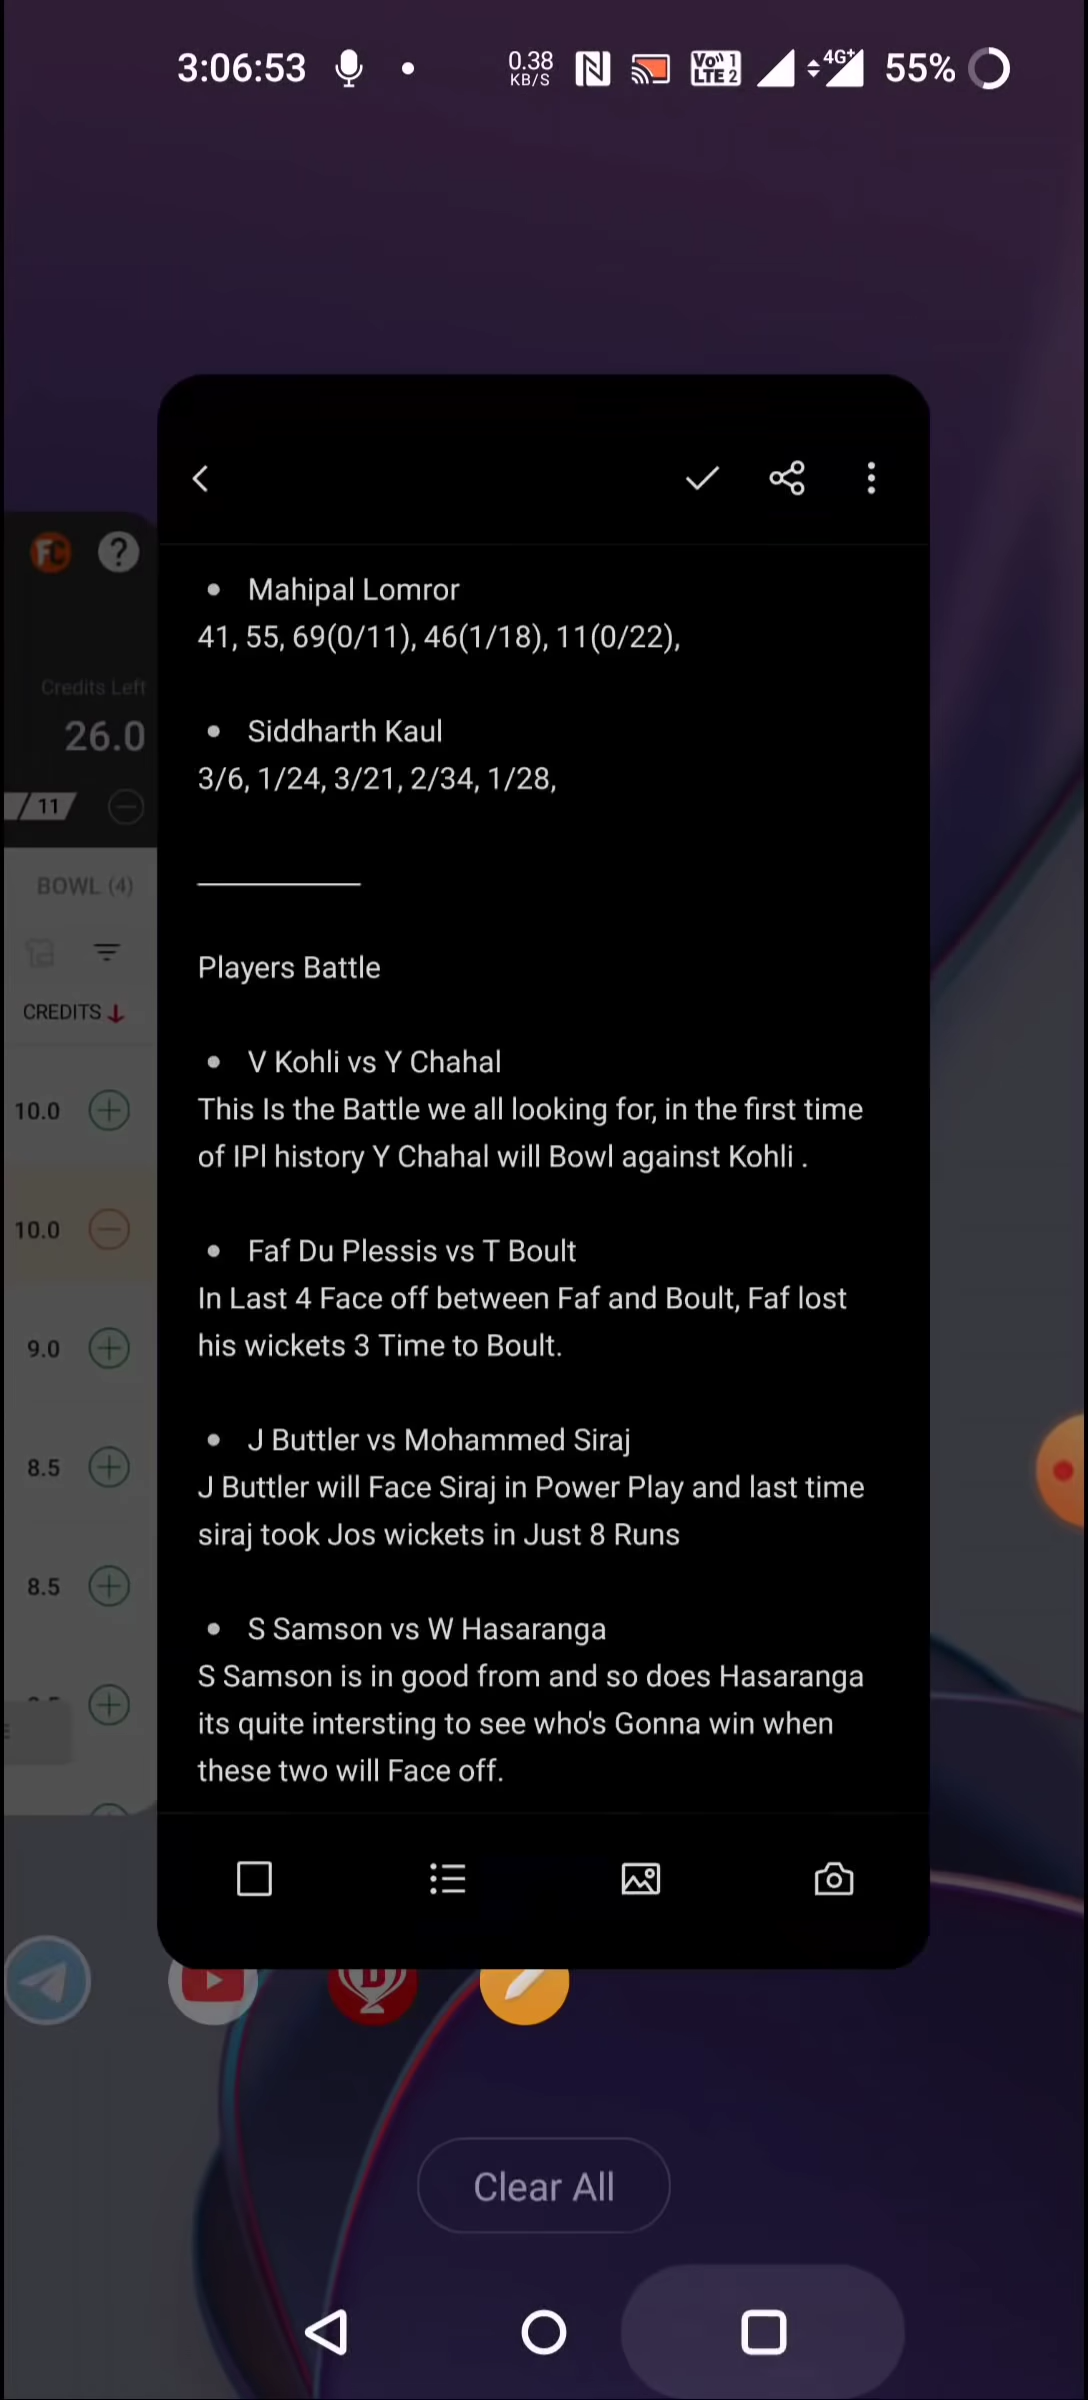 3:06:53
0.38
KB/S
Vo 1
LTE 2
4G+
55%
FC
?
Credits Left
26.0
/ 11
BOWL (4)
CREDITS
10.0
10.0
9.0
8.5
8.5
Mahipal Lomror
41, 55, 69(0/11), 46(1/18), 11(0/22),
Siddharth Kaul
3/6, 1/24, 3/21, 2/34, 1/28,
Players Battle
V Kohli vs Y Chahal
This Is the Battle we all looking for, in the first time
of IPl history Y Chahal will Bowl against Kohli .
Faf Du Plessis vs T Boult
In Last 4 Face off between Faf and Boult, Faf lost
his wickets 3 Time to Boult.
J Buttler vs Mohammed Siraj
J Buttler will Face Siraj in Power Play and last time
siraj took Jos wickets in Just 8 Runs
S Samson vs W Hasaranga
S Samson is in good from and so does Hasaranga
its quite intersting to see who's Gonna win when
these two will Face off.
Clear All